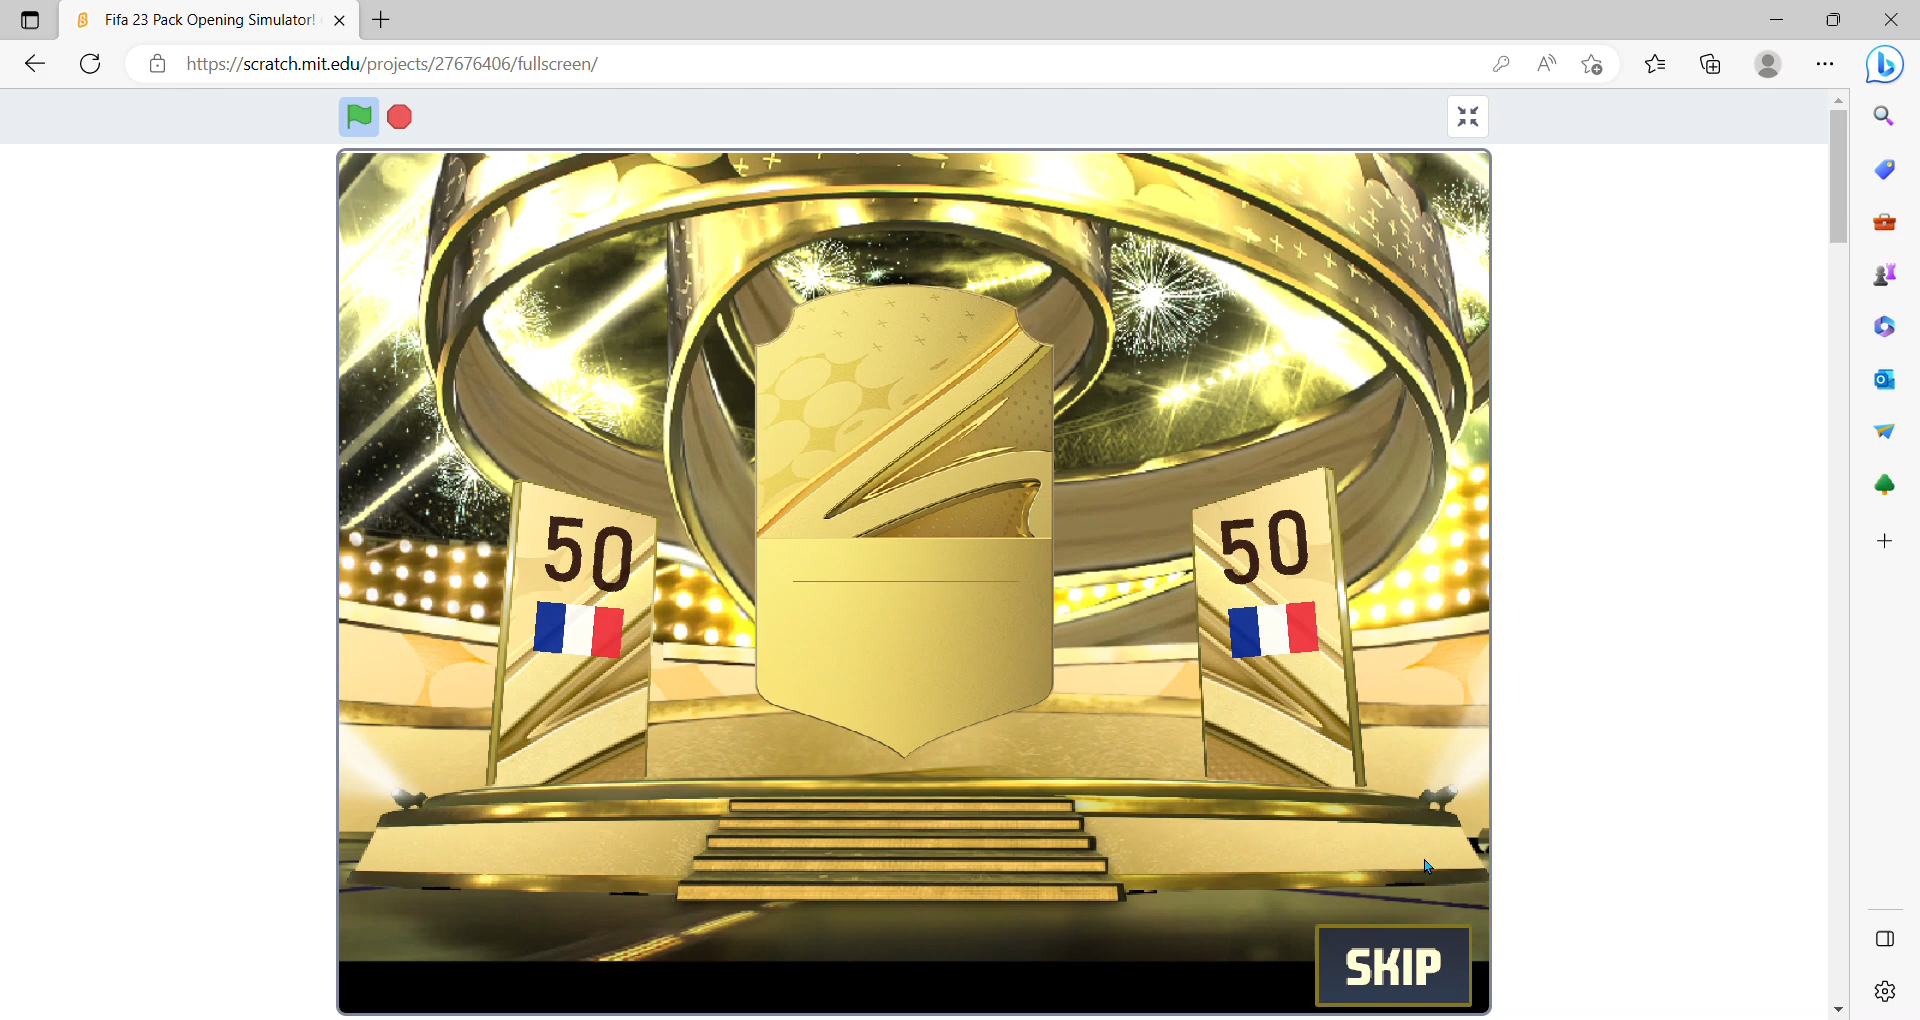 Fifa 23 Pack Opening Simulator!
https://scratch.mit.edu/projects/27676406/fullscreen/
50
50
SKIP